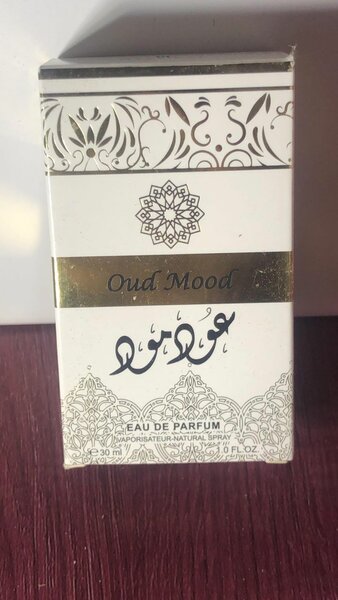 Oud Mood
عود مود
EAU DE PARFUM
VAPORISATEUR-NATURAL SPRAY
℮ 30 ml 1.0 FL.OZ.